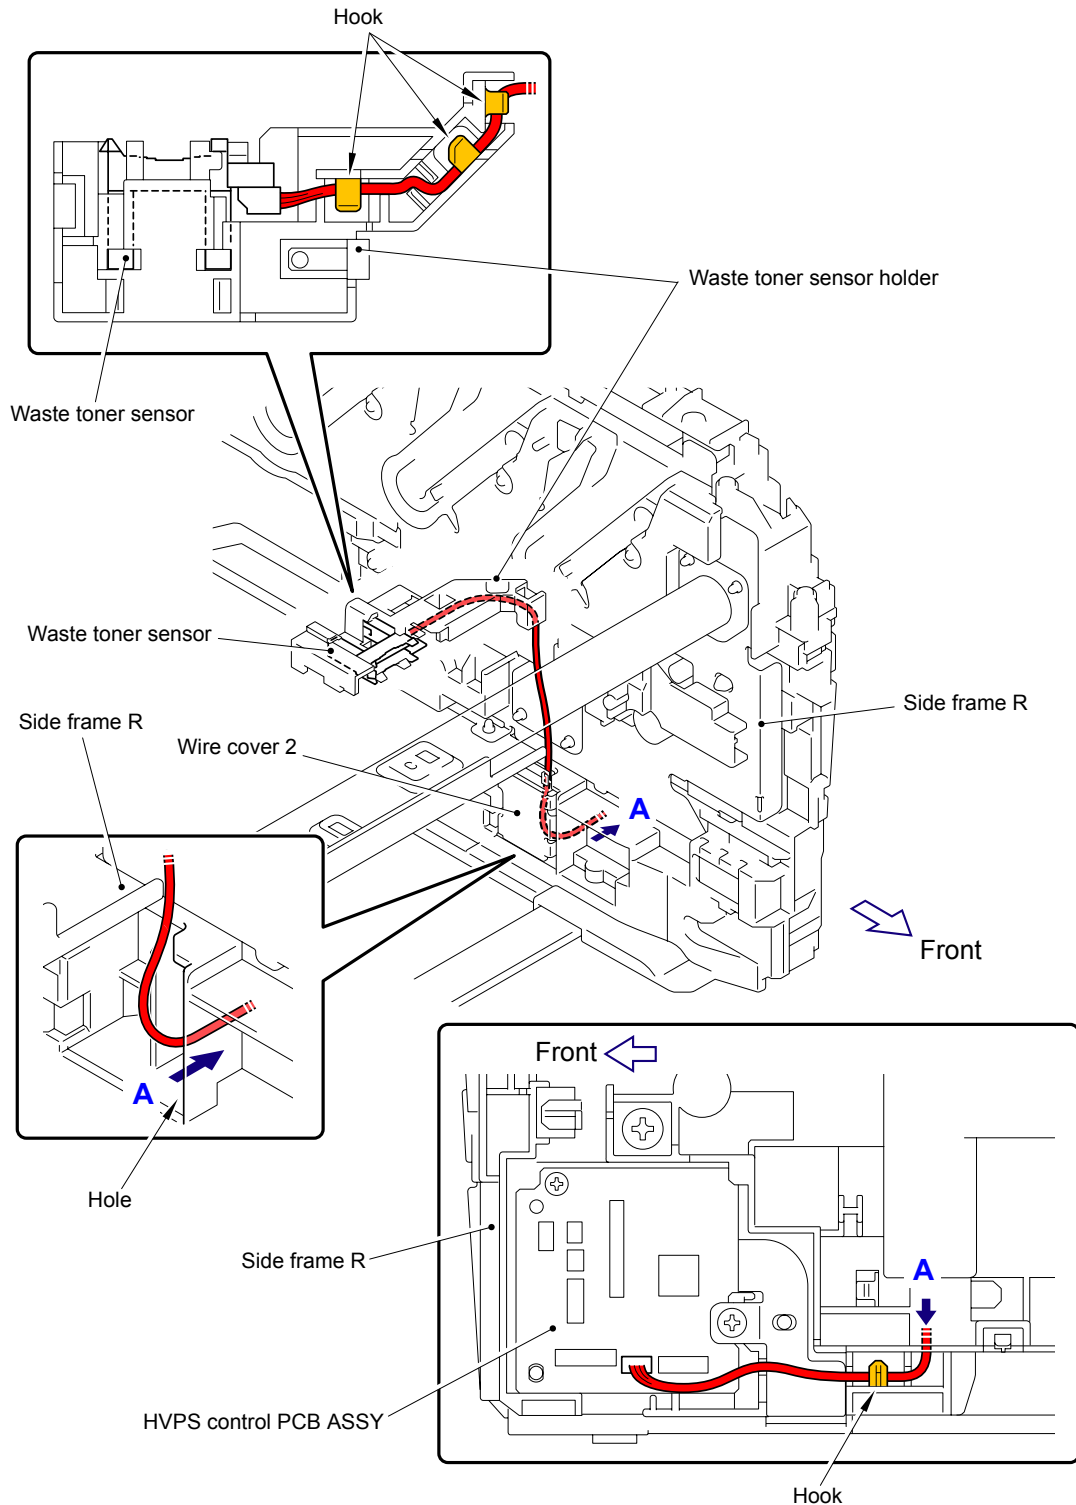 Hook
Waste toner sensor holder
Waste toner sensor
Waste toner sensor
Side frame R
Side frame R
Wire cover 2
A
Front
A
Hole
Front
Side frame R
A
HVPS control PCB ASSY
Hook